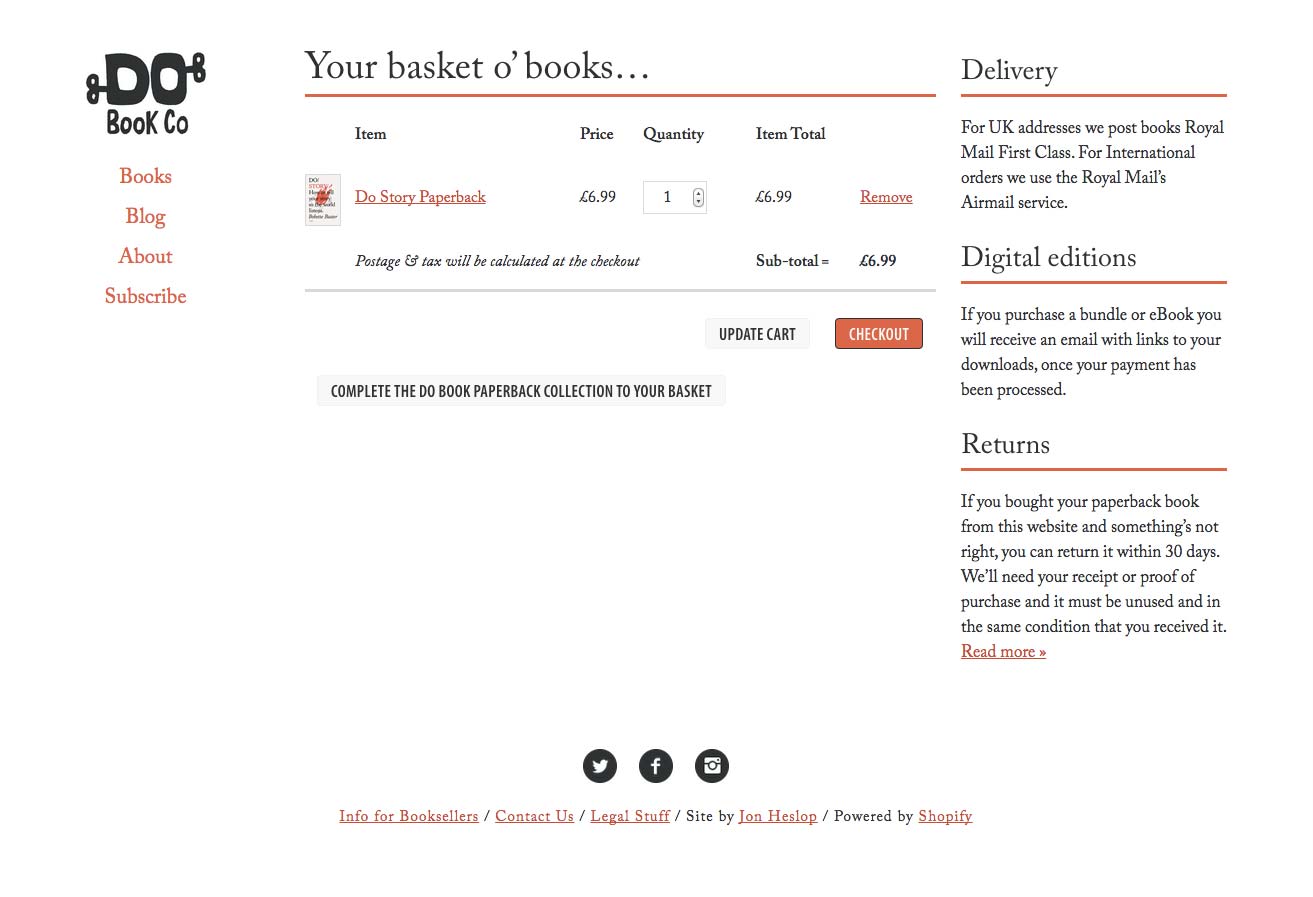 DO
BOOK CO
Books
Blog
About
Subscribe
Your basket o’ books…
Item Price Quantity Item Total
DO/
STORY/
Do Story Paperback £6.99 1 £6.99 Remove
Postage & tax will be calculated at the checkout Sub-total = £6.99
UPDATE CART CHECKOUT
COMPLETE THE DO BOOK PAPERBACK COLLECTION TO YOUR BASKET
Delivery
For UK addresses we post books Royal
Mail First Class. For International
orders we use the Royal Mail’s
Airmail service.
Digital editions
If you purchase a bundle or eBook you
will receive an email with links to your
downloads, once your payment has
been processed.
Returns
If you bought your paperback book
from this website and something’s not
right, you can return it within 30 days.
We’ll need your receipt or proof of
purchase and it must be unused and in
the same condition that you received it.
Read more »
Info for Booksellers / Contact Us / Legal Stuff / Site by Jon Heslop / Powered by Shopify